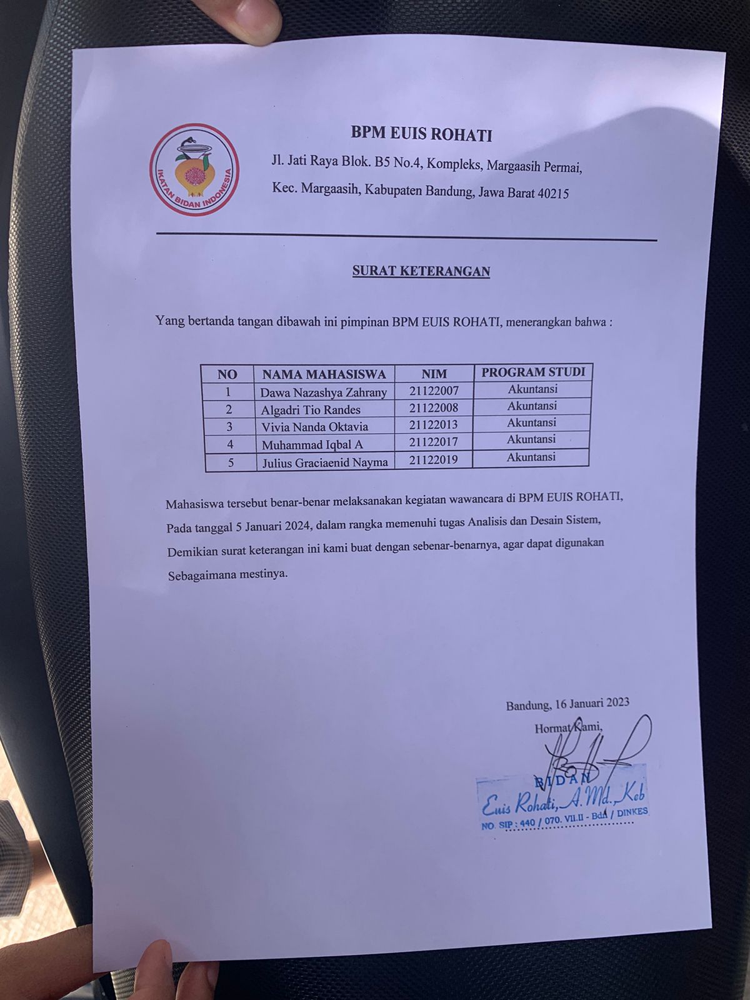 BPM EUIS ROHATI
Jl. Jati Raya Blok. B5 No.4, Kompleks, Margaasih Permai,
Kec. Margaasih, Kabupaten Bandung, Jawa Barat 40215
IKATAN BIDAN INDONESIA
SURAT KETERANGAN
Yang bertanda tangan dibawah ini pimpinan BPM EUIS ROHATI, menerangkan bahwa :
NO NAMA MAHASISWA NIM PROGRAM STUDI
1 Dawa Nazashya Zahrany 21122007 Akuntansi
2 Algadri Tio Randes 21122008 Akuntansi
3 Vivia Nanda Oktavia 21122013 Akuntansi
4 Muhammad Iqbal A 21122017 Akuntansi
5 Julius Graciaenid Nayma 21122019 Akuntansi
Mahasiswa tersebut benar-benar melaksanakan kegiatan wawancara di BPM EUIS ROHATI,
Pada tanggal 5 Januari 2024, dalam rangka memenuhi tugas Analisis dan Desain Sistem,
Demikian surat keterangan ini kami buat dengan sebenar-benarnya, agar dapat digunakan
Sebagaimana mestinya.
Bandung, 16 Januari 2023
Hormat Kami,
BIDAN
Euis Rohati, A.Md., Keb
NO. SIP : 440 / 070. VII.II - BdA / DINKES